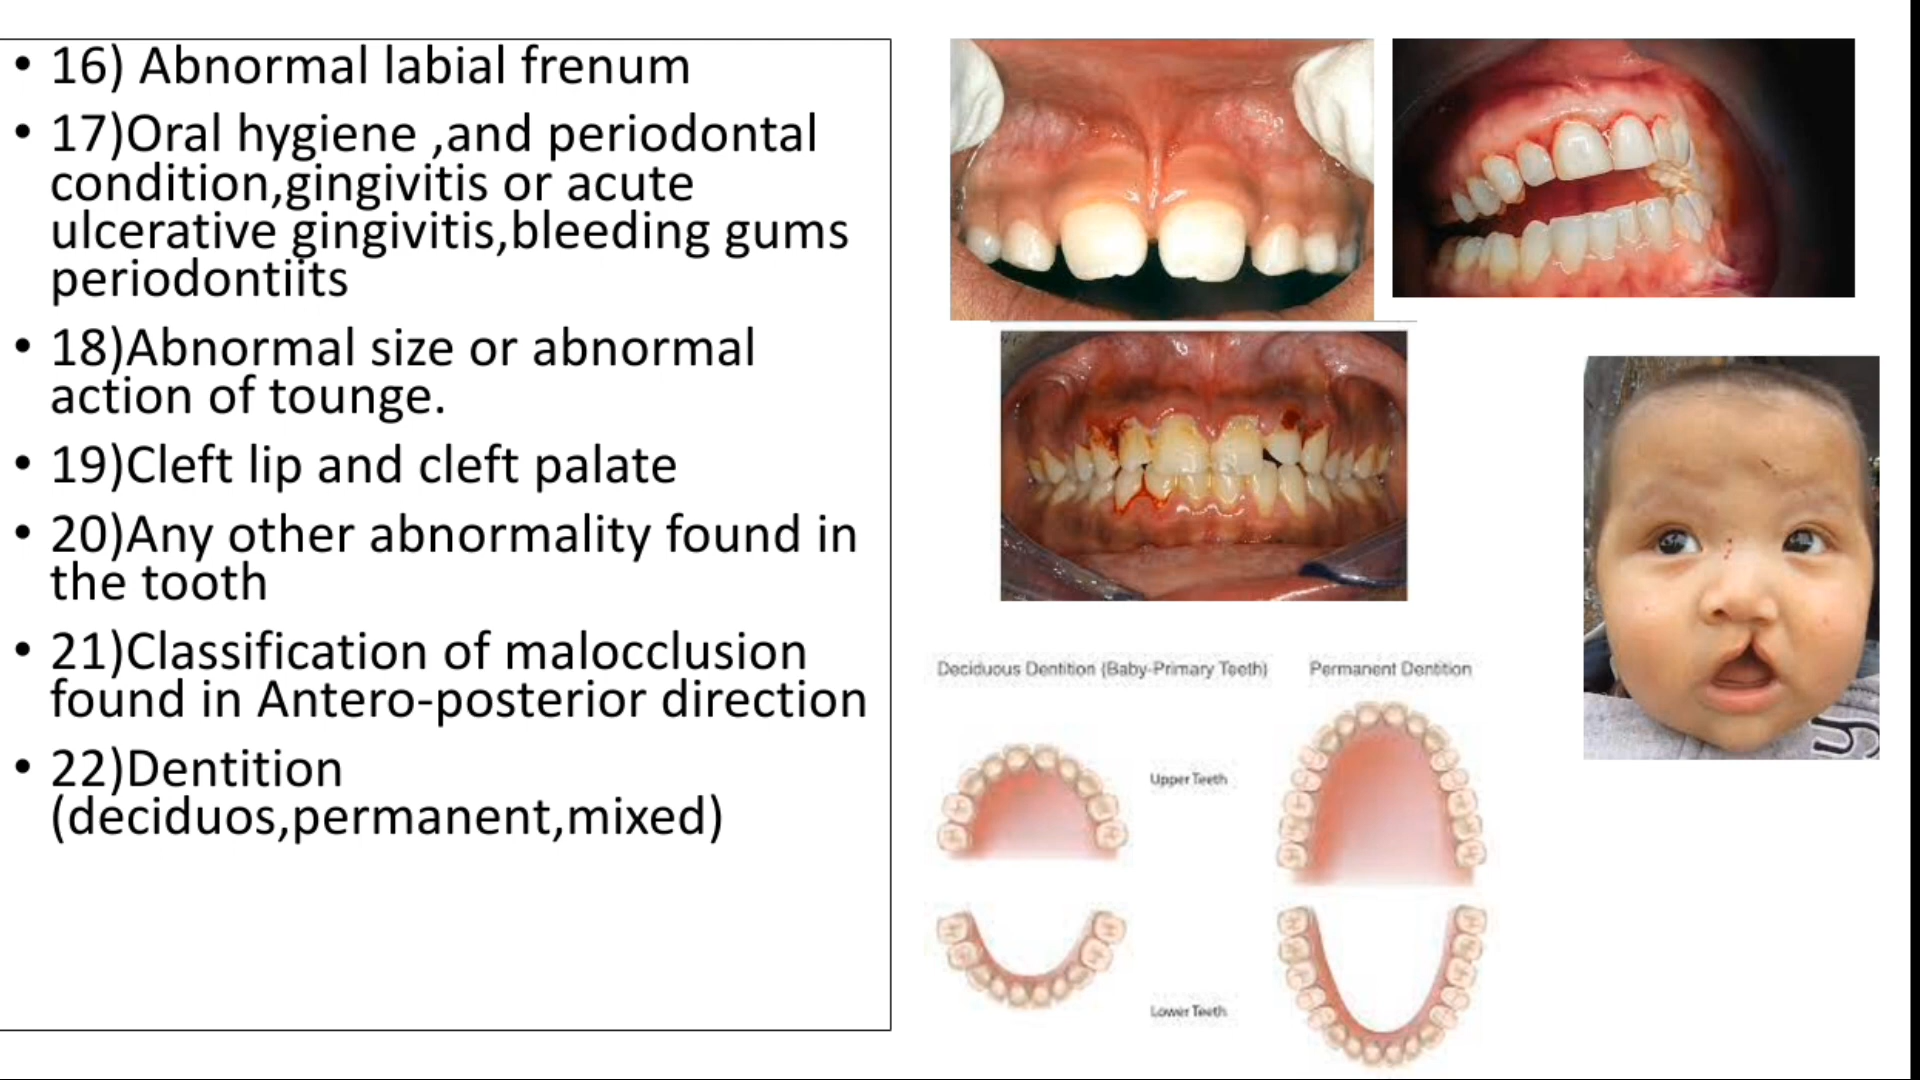 • 16) Abnormal labial frenum
• 17)Oral hygiene ,and periodontal
condition,gingivitis or acute
ulcerative gingivitis,bleeding gums
periodontiits
• 18)Abnormal size or abnormal
action of tounge.
• 19)Cleft lip and cleft palate
• 20)Any other abnormality found in
the tooth
• 21)Classification of malocclusion
found in Antero-posterior direction
• 22)Dentition
(deciduos,permanent,mixed)
Deciduous Dentition (Baby-Primary Teeth)
Permanent Dentition
Upper Teeth
Lower Teeth